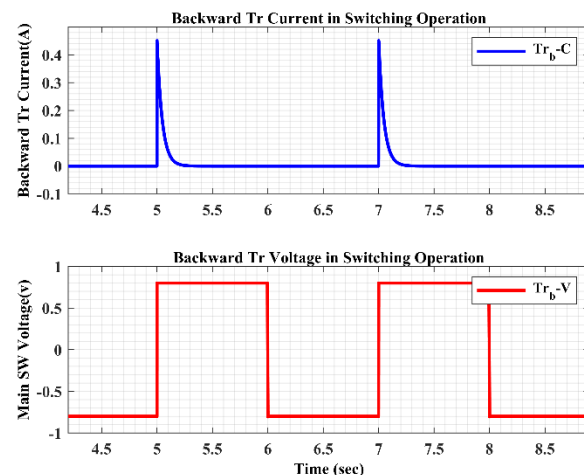 Backward Tr Current in Switching Operation
Backward Tr Current(A)
0.4
0.3
0.2
0.1
0
-0.1
Tr_b-C
4.5 5 5.5 6 6.5 7 7.5 8 8.5
Backward Tr Voltage in Switching Operation
Main SW Voltage(v)
1
0.5
0
-0.5
-1
Tr_b-V
4.5 5 5.5 6 6.5 7 7.5 8 8.5
Time (sec)